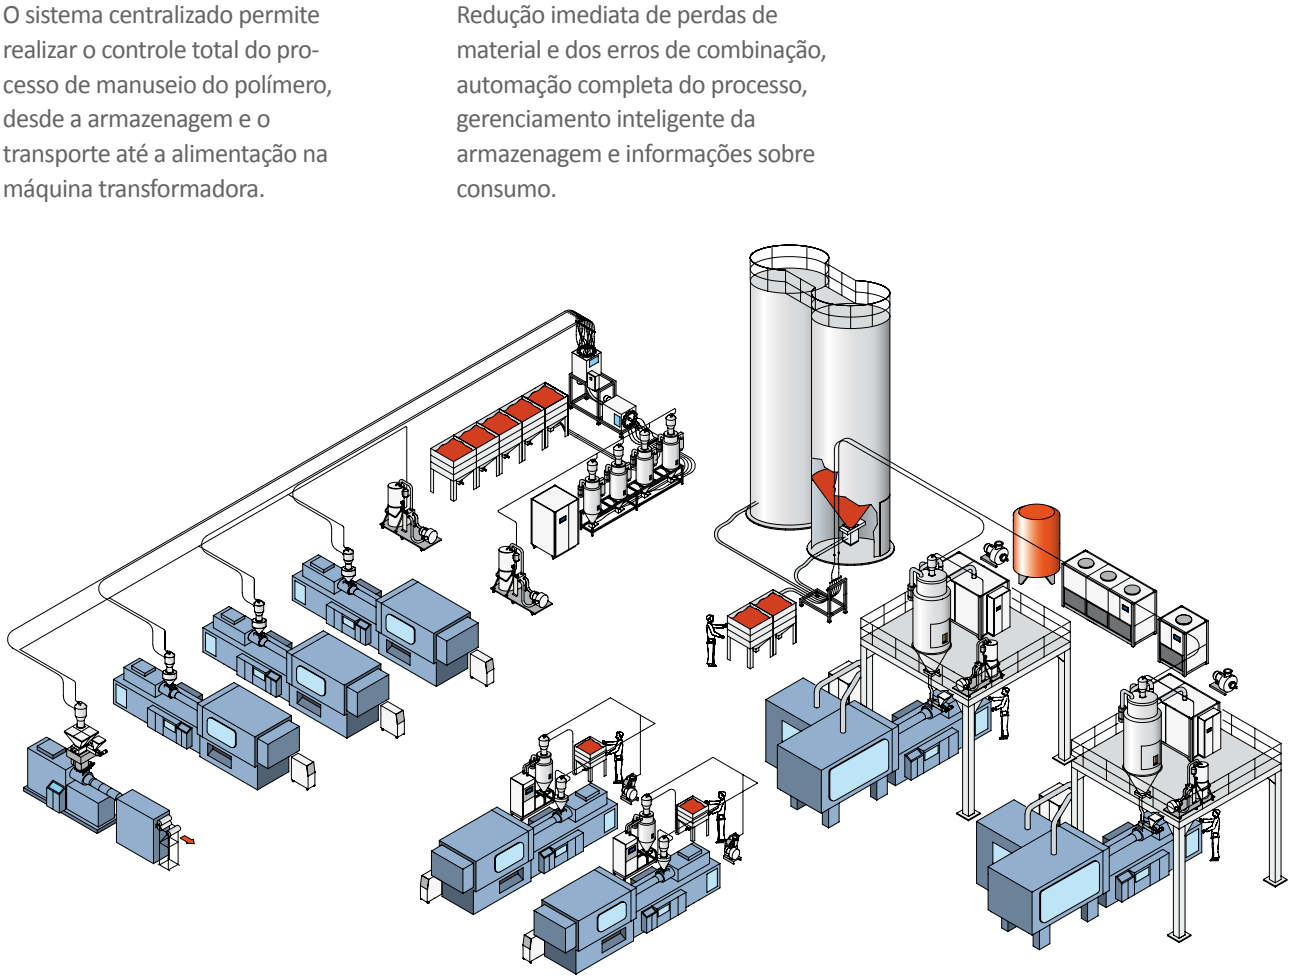 O sistema centralizado permite
realizar o controle total do pro-
cesso de manuseio do polímero,
desde a armazenagem e o
transporte até a alimentação na
máquina transformadora.
Redução imediata de perdas de
material e dos erros de combinação,
automação completa do processo,
gerenciamento inteligente da
armazenagem e informações sobre
consumo.